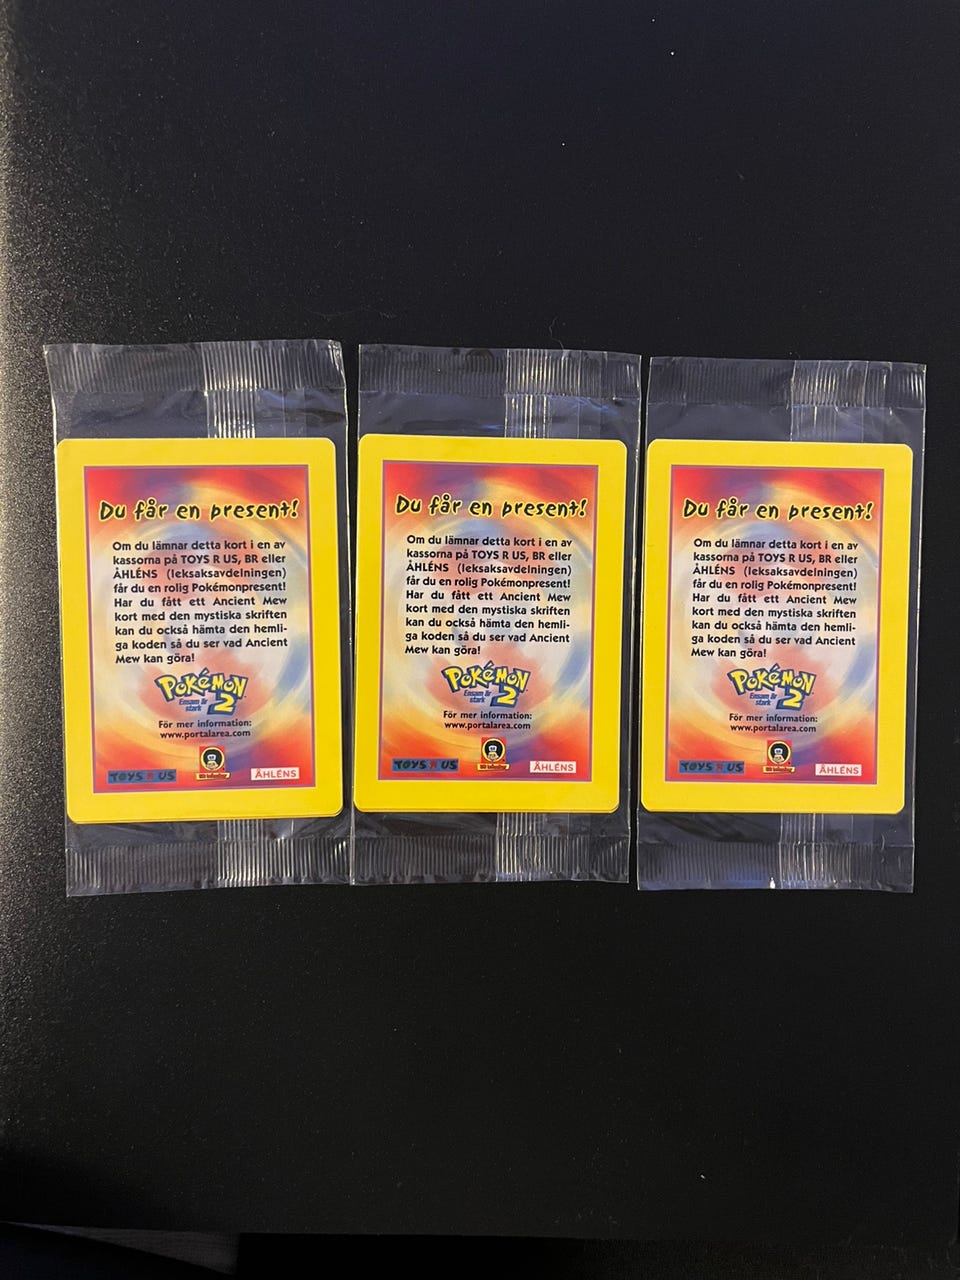 Du får en present!
Om du lämnar detta kort i en av
kassorna på TOYS R US, BR eller
ÅHLÉNS (leksaksavdelningen)
får du en rolig Pokémonpresent!
Har du fått ett Ancient Mew
kort med den mystiska skriften
kan du också hämta den hemli-
ga koden så du ser vad Ancient
Mew kan göra!
POKéMON
Ensam är
stark 2
För mer information:
www.portalarea.com
TOYS R US
ÅHLÉNS
Du får en present!
Om du lämnar detta kort i en av
kassorna på TOYS R US, BR eller
ÅHLÉNS (leksaksavdelningen)
får du en rolig Pokémonpresent!
Har du fått ett Ancient Mew
kort med den mystiska skriften
kan du också hämta den hemli-
ga koden så du ser vad Ancient
Mew kan göra!
POKéMON
Ensam är
stark 2
För mer information:
www.portalarea.com
TOYS R US
ÅHLÉNS
Du får en present!
Om du lämnar detta kort i en av
kassorna på TOYS R US, BR eller
ÅHLÉNS (leksaksavdelningen)
får du en rolig Pokémonpresent!
Har du fått ett Ancient Mew
kort med den mystiska skriften
kan du också hämta den hemli-
ga koden så du ser vad Ancient
Mew kan göra!
POKéMON
Ensam är
stark 2
För mer information:
www.portalarea.com
TOYS R US
ÅHLÉNS